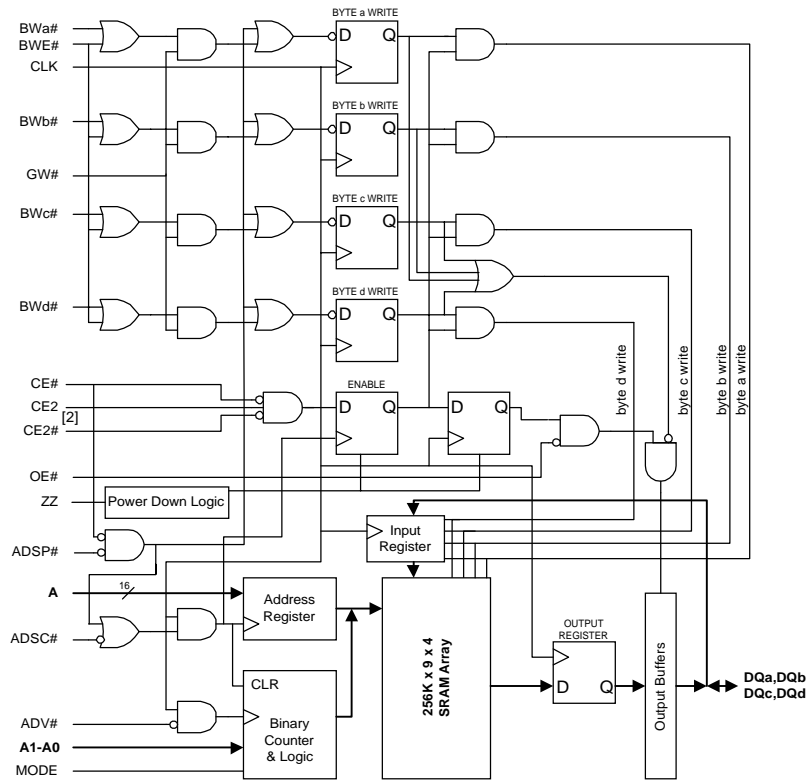 BYTE a WRITE
BWa#
BWE#
D Q
CLK
BYTE b WRITE
BWb#
D Q
GW#
BYTE c WRITE
BWc#
D Q
BYTE d WRITE
BWd#
D Q
byte d write
byte c write
byte b write
byte a write
CE#
ENABLE
CE2
D Q
D Q
[2]
CE2#
OE#
ZZ
Power Down Logic
Input
Register
ADSP#
A
16
Address
Register
ADSC#
256K x 9 x 4
SRAM Array
OUTPUT
REGISTER
D Q
Output Buffers
DQa,DQb
DQc,DQd
CLR
ADV#
Binary
Counter
& Logic
A1-A0
MODE